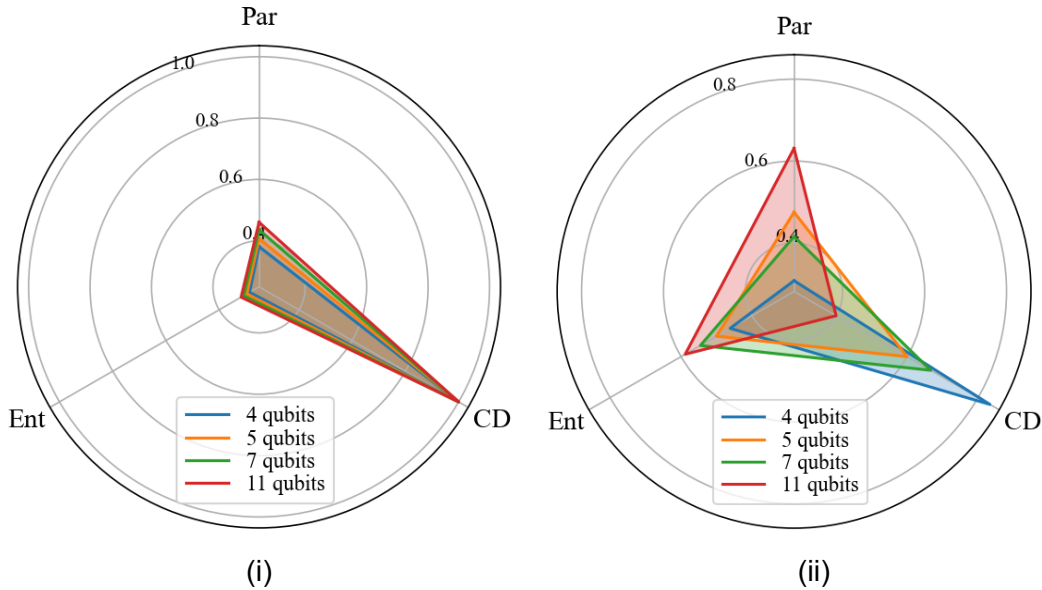 Par
1.0
0.8
0.6
0.4
Ent
CD
4 qubits
5 qubits
7 qubits
11 qubits
(i)
Par
0.8
0.6
0.4
Ent
CD
4 qubits
5 qubits
7 qubits
11 qubits
(ii)